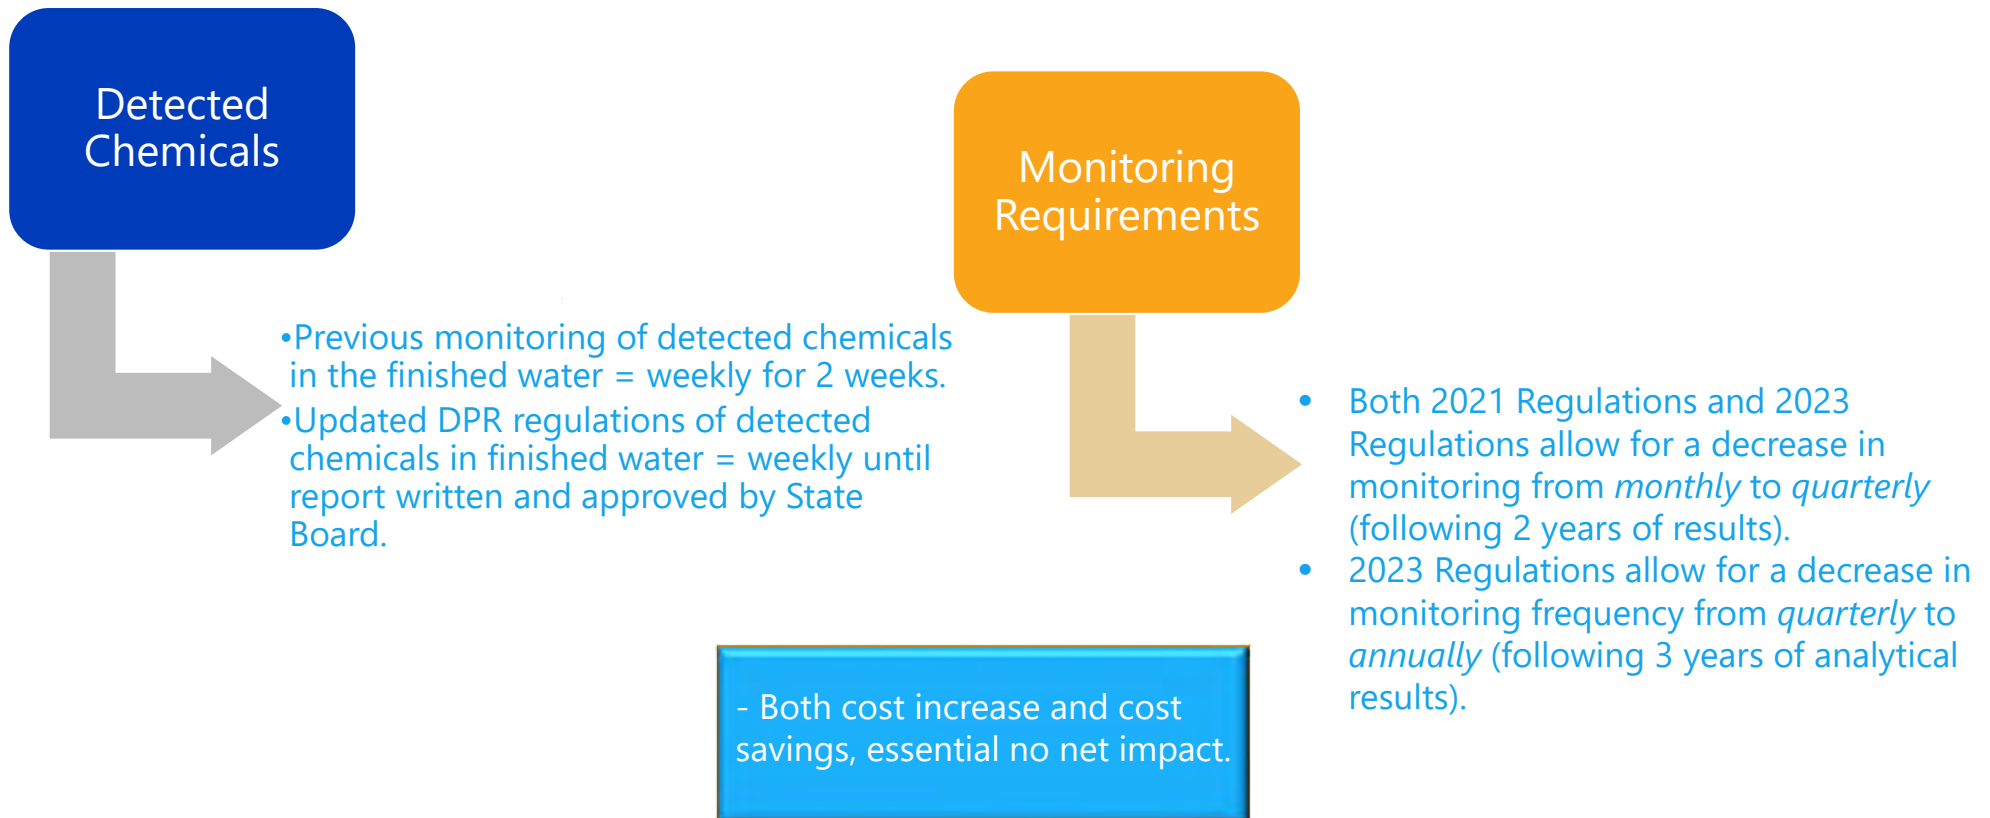 Detected
Chemicals
•Previous monitoring of detected chemicals
in the finished water = weekly for 2 weeks.
•Updated DPR regulations of detected
chemicals in finished water = weekly until
report written and approved by State
Board.
Monitoring
Requirements
• Both 2021 Regulations and 2023
Regulations allow for a decrease in
monitoring from monthly to quarterly
(following 2 years of results).
• 2023 Regulations allow for a decrease in
monitoring frequency from quarterly to
annually (following 3 years of analytical
results).
- Both cost increase and cost
savings, essential no net impact.